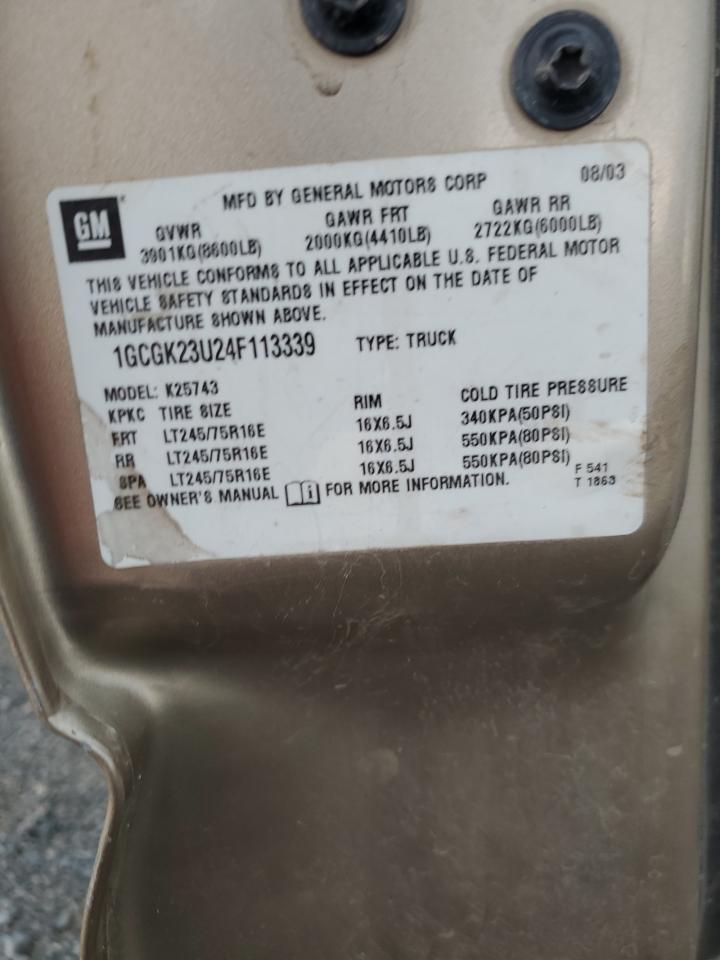 MFD BY GENERAL MOTORS CORP 08/03
GM
GVWR GAWR FRT GAWR RR
3901KG(8600LB) 2000KG(4410LB) 2722KG(6000LB)
THIS VEHICLE CONFORMS TO ALL APPLICABLE U.S. FEDERAL MOTOR
VEHICLE SAFETY STANDARDS IN EFFECT ON THE DATE OF
MANUFACTURE SHOWN ABOVE.
1GCGK23U24F113339 TYPE: TRUCK
MODEL: K25743
KPKC TIRE SIZE RIM COLD TIRE PRESSURE
FRT LT245/75R16E 16X6.5J 340KPA(50PSI)
RR LT245/75R16E 16X6.5J 550KPA(80PSI)
SPA LT245/75R16E 16X6.5J 550KPA(80PSI)
SEE OWNER'S MANUAL i FOR MORE INFORMATION.
F 541
T 1863